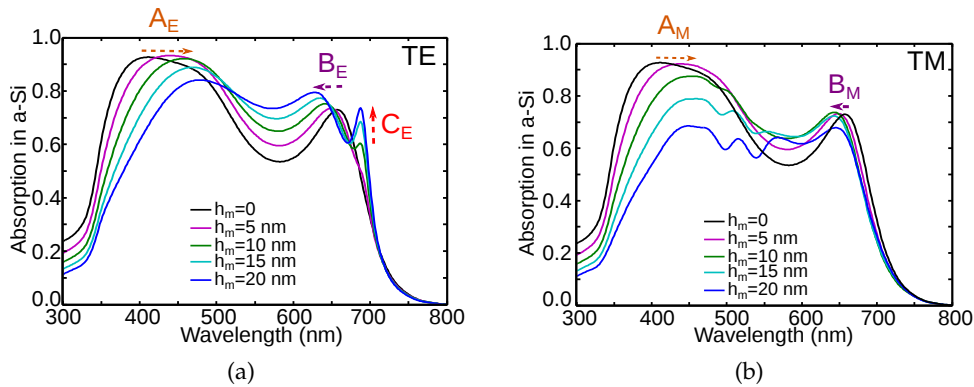 (a)
A_E
TE
B_E
C_E
Absorption in a-Si
1.0
0.8
0.6
0.4
0.2
0.0
h_m=0
h_m=5 nm
h_m=10 nm
h_m=15 nm
h_m=20 nm
300 400 500 600 700 800
Wavelength (nm)
(a)
(b)
A_M
TM
B_M
Absorption in a-Si
1.0
0.8
0.6
0.4
0.2
0.0
h_m=0
h_m=5 nm
h_m=10 nm
h_m=15 nm
h_m=20 nm
300 400 500 600 700 800
Wavelength (nm)
(b)